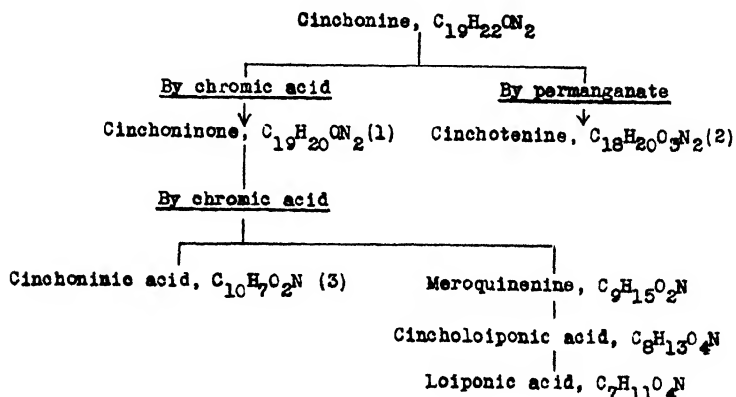 Cinchonine, C19H22ON2
By chromic acid
By permanganate
Cinchoninone, C19H20ON2(1)
Cinchotenine, C18H20O3N2(2)
By chromic acid
Cinchoninic acid, C10H7O2N (3)
Meroquinenine, C9H15O2N
Cincholoiponic acid, C8H13O4N
Loiponic acid, C7H11O4N